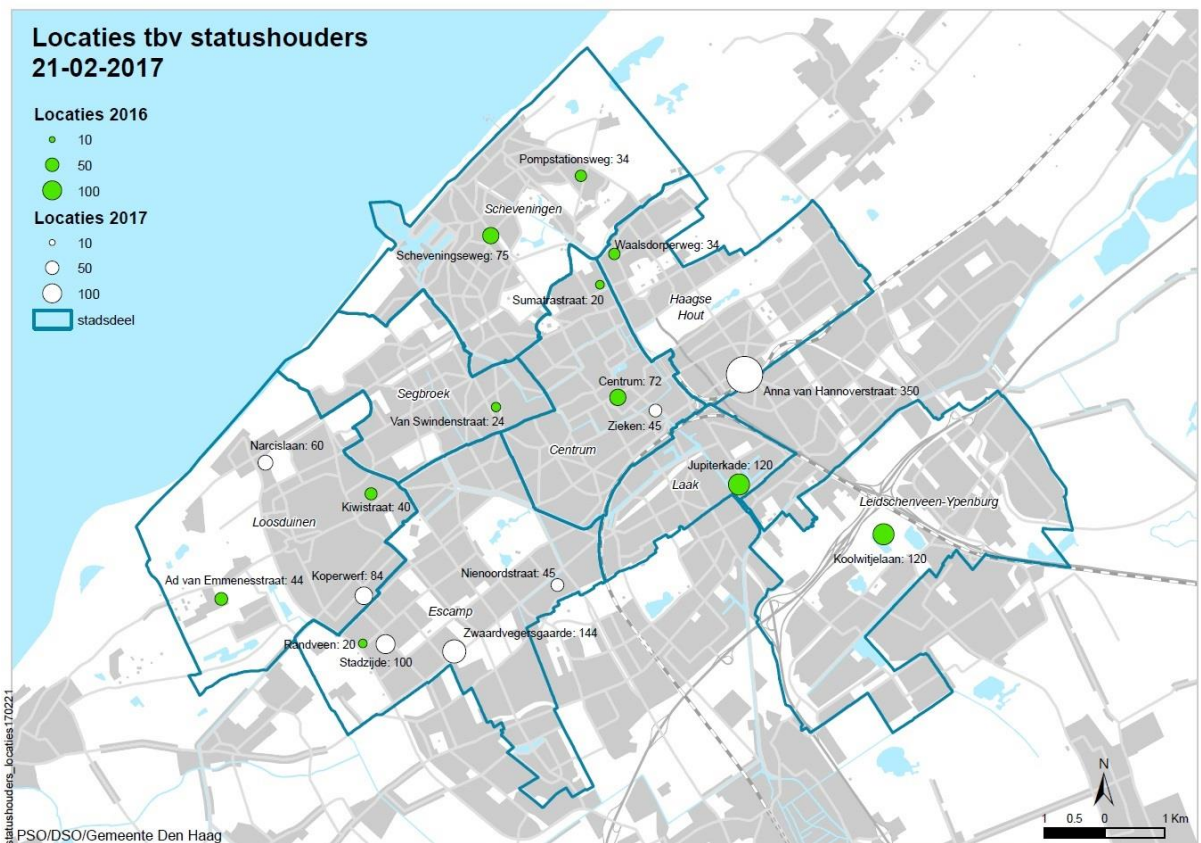 Locaties tbv statushouders
21-02-2017
Locaties 2016
10
50
100
Locaties 2017
10
50
100
stadsdeel
Pompstationsweg: 34
Scheveningen
Scheveningseweg: 75
Waalsdorperweg: 34
Sumatrastraat: 20
Haagse
Hout
Centrum: 72
Anna van Hannoverstraat: 350
Segbroek
Van Swindenstraat: 24
Zieken: 45
Narcislaan: 60
Centrum
Jupiterkade: 120
Laak
Kiwistraat: 40
Leidschenveen-Ypenburg
Loosduinen
Koolwitjelaan: 120
Ad van Emmenesstraat: 44
Koperwerf: 84
Nienoordstraat: 45
Escamp
Zwaardvegersgaarde: 144
Randveen: 20
Stadzijde: 100
statushouders_locaties170221
PSO/DSO/Gemeente Den Haag
N
1 0.5 0 1 Km